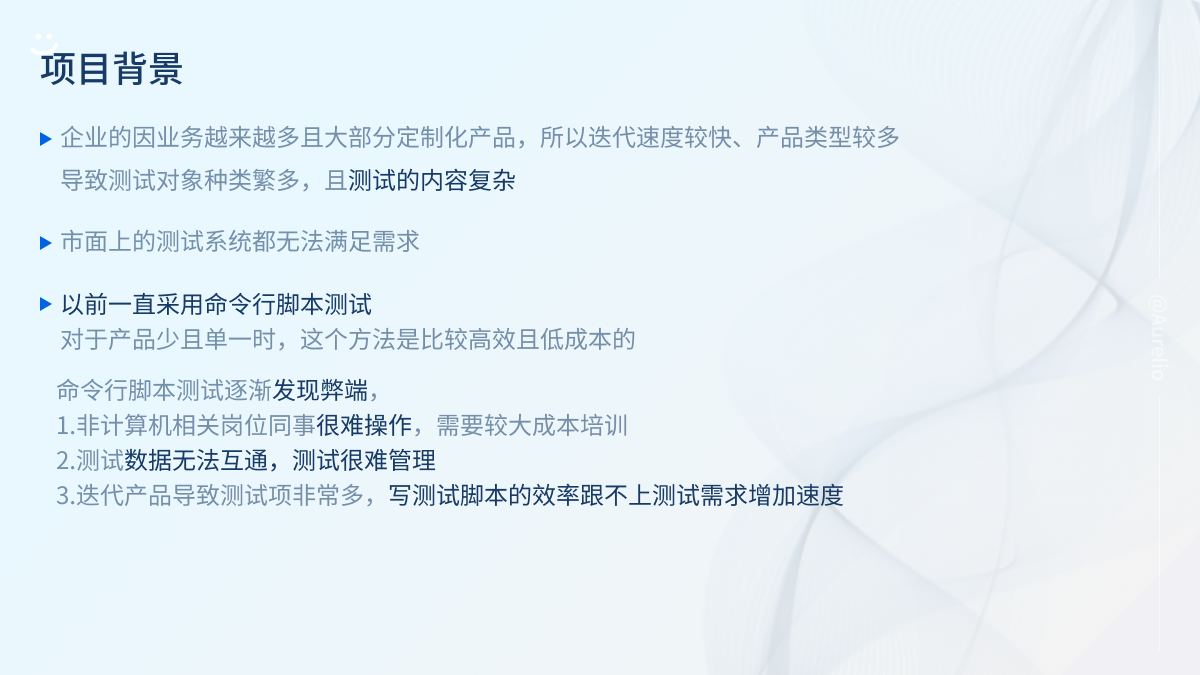 项目背景
企业的因业务越来越多且大部分定制化产品，所以迭代速度较快、产品类型较多
导致测试对象种类繁多，且测试的内容复杂
市面上的测试系统都无法满足需求
以前一直采用命令行脚本测试
对于产品少且单一时，这个方法是比较高效且低成本的
命令行脚本测试逐渐发现弊端，
1.非计算机相关岗位同事很难操作，需要较大成本培训
2.测试数据无法互通，测试很难管理
3.迭代产品导致测试项非常多，写测试脚本的效率跟不上测试需求增加速度
@Aurelio